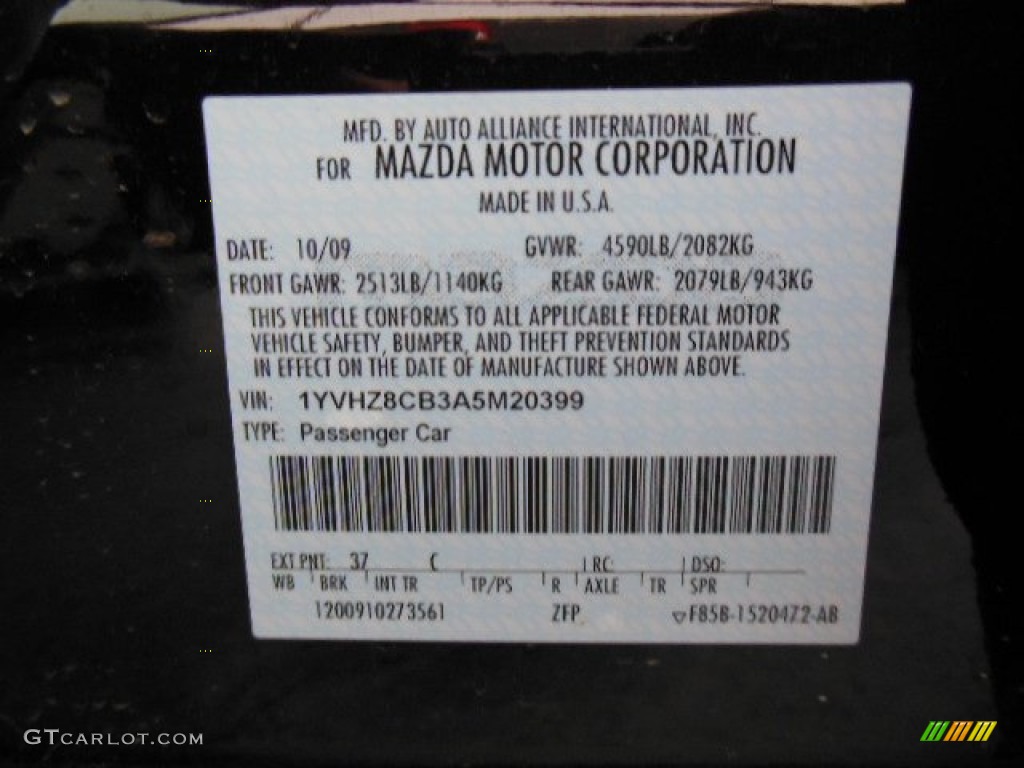 MFD. BY AUTO ALLIANCE INTERNATIONAL, INC.
FOR MAZDA MOTOR CORPORATION
MADE IN U.S.A.
DATE: 10/09 GVWR: 4590LB/2082KG
FRONT GAWR: 2513LB/1140KG REAR GAWR: 2079LB/943KG
THIS VEHICLE CONFORMS TO ALL APPLICABLE FEDERAL MOTOR
VEHICLE SAFETY, BUMPER, AND THEFT PREVENTION STANDARDS
IN EFFECT ON THE DATE OF MANUFACTURE SHOWN ABOVE.
VIN: 1YVHZ8CB3A5M20399
TYPE: Passenger Car
EXT PNT: 37 C RC: DSO:
WB BRK INT TR TP/PS R AXLE TR SPR
1200910273561 ZFP F85B-1520472-AB
GTCARLOT.COM